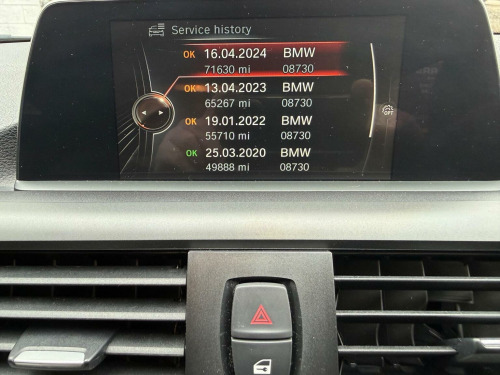 Service history
OK 16.04.2024 BMW
71630 mi 08730
OK 13.04.2023 BMW
65267 mi 08730
OK 19.01.2022 BMW
55710 mi 08730
OK 25.03.2020 BMW
49888 mi 08730
OPT